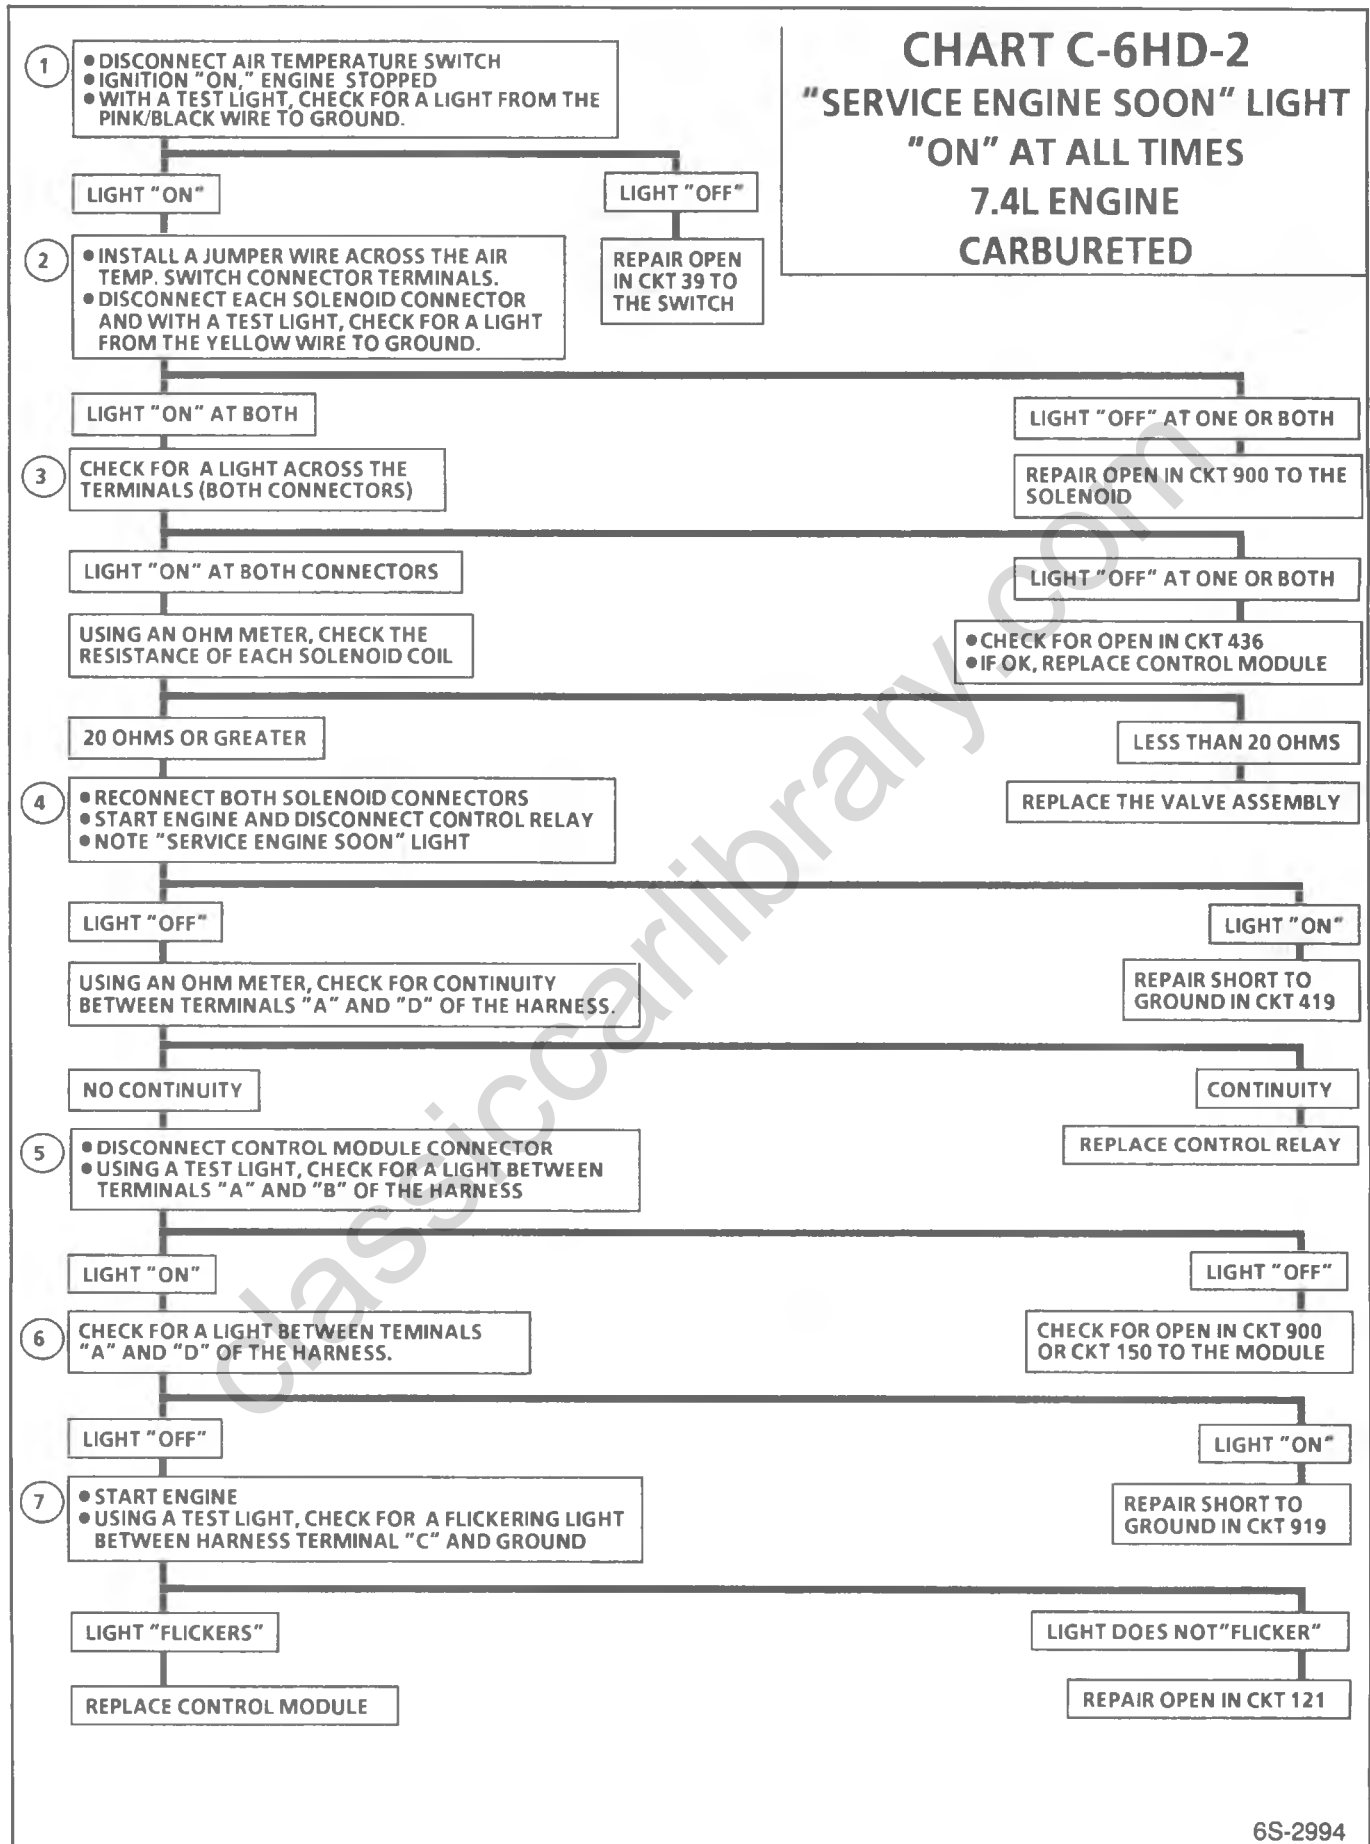 CHART C-6HD-2
"SERVICE ENGINE SOON" LIGHT
"ON" AT ALL TIMES
7.4L ENGINE
CARBURETED
1
● DISCONNECT AIR TEMPERATURE SWITCH
● IGNITION "ON," ENGINE STOPPED
● WITH A TEST LIGHT, CHECK FOR A LIGHT FROM THE
PINK/BLACK WIRE TO GROUND.
LIGHT "ON"
LIGHT "OFF"
REPAIR OPEN
IN CKT 39 TO
THE SWITCH
2
● INSTALL A JUMPER WIRE ACROSS THE AIR
TEMP. SWITCH CONNECTOR TERMINALS.
● DISCONNECT EACH SOLENOID CONNECTOR
AND WITH A TEST LIGHT, CHECK FOR A LIGHT
FROM THE YELLOW WIRE TO GROUND.
LIGHT "ON" AT BOTH
LIGHT "OFF" AT ONE OR BOTH
REPAIR OPEN IN CKT 900 TO THE
SOLENOID
3
CHECK FOR A LIGHT ACROSS THE
TERMINALS (BOTH CONNECTORS)
LIGHT "ON" AT BOTH CONNECTORS
LIGHT "OFF" AT ONE OR BOTH
USING AN OHM METER, CHECK THE
RESISTANCE OF EACH SOLENOID COIL
● CHECK FOR OPEN IN CKT 436
● IF OK, REPLACE CONTROL MODULE
20 OHMS OR GREATER
LESS THAN 20 OHMS
REPLACE THE VALVE ASSEMBLY
4
● RECONNECT BOTH SOLENOID CONNECTORS
● START ENGINE AND DISCONNECT CONTROL RELAY
● NOTE "SERVICE ENGINE SOON" LIGHT
LIGHT "OFF"
LIGHT "ON"
USING AN OHM METER, CHECK FOR CONTINUITY
BETWEEN TERMINALS "A" AND "D" OF THE HARNESS.
REPAIR SHORT TO
GROUND IN CKT 419
NO CONTINUITY
CONTINUITY
REPLACE CONTROL RELAY
5
● DISCONNECT CONTROL MODULE CONNECTOR
● USING A TEST LIGHT, CHECK FOR A LIGHT BETWEEN
TERMINALS "A" AND "B" OF THE HARNESS
LIGHT "ON"
LIGHT "OFF"
CHECK FOR OPEN IN CKT 900
OR CKT 150 TO THE MODULE
6
CHECK FOR A LIGHT BETWEEN TEMINALS
"A" AND "D" OF THE HARNESS.
LIGHT "OFF"
LIGHT "ON"
REPAIR SHORT TO
GROUND IN CKT 919
7
● START ENGINE
● USING A TEST LIGHT, CHECK FOR A FLICKERING LIGHT
BETWEEN HARNESS TERMINAL "C" AND GROUND
LIGHT "FLICKERS"
LIGHT DOES NOT"FLICKER"
REPLACE CONTROL MODULE
REPAIR OPEN IN CKT 121
6S-2994
classiccarlibrary.com